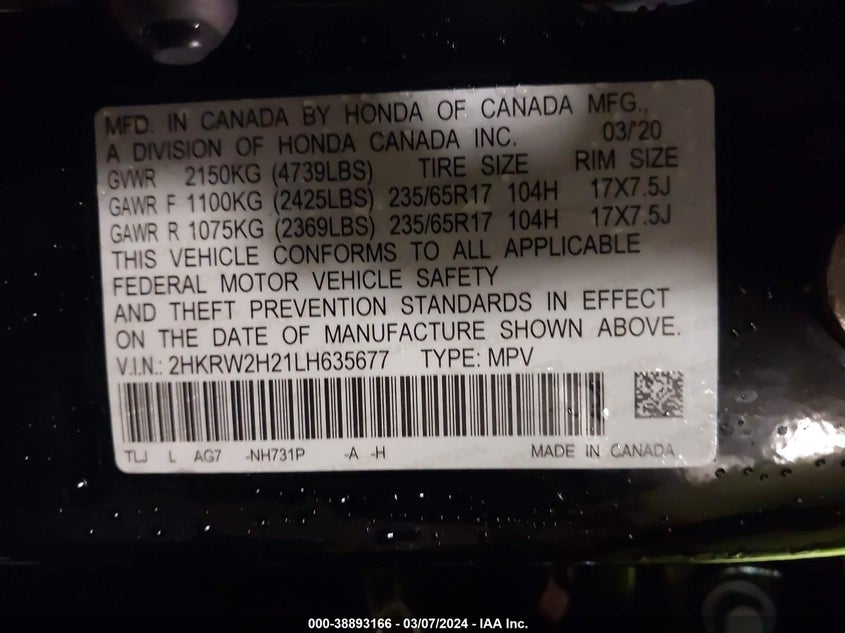 MFD. IN CANADA BY HONDA OF CANADA MFG.,
A DIVISION OF HONDA CANADA INC. 03/'20
GVWR 2150KG (4739LBS) TIRE SIZE RIM SIZE
GAWR F 1100KG (2425LBS) 235/65R17 104H 17X7.5J
GAWR R 1075KG (2369LBS) 235/65R17 104H 17X7.5J
THIS VEHICLE CONFORMS TO ALL APPLICABLE
FEDERAL MOTOR VEHICLE SAFETY
AND THEFT PREVENTION STANDARDS IN EFFECT
ON THE DATE OF MANUFACTURE SHOWN ABOVE.
V.I.N.: 2HKRW2H21LH635677 TYPE: MPV
TLJ L AG7 -NH731P -A -H MADE IN CANADA
000-38893166 - 03/07/2024 - IAA Inc.